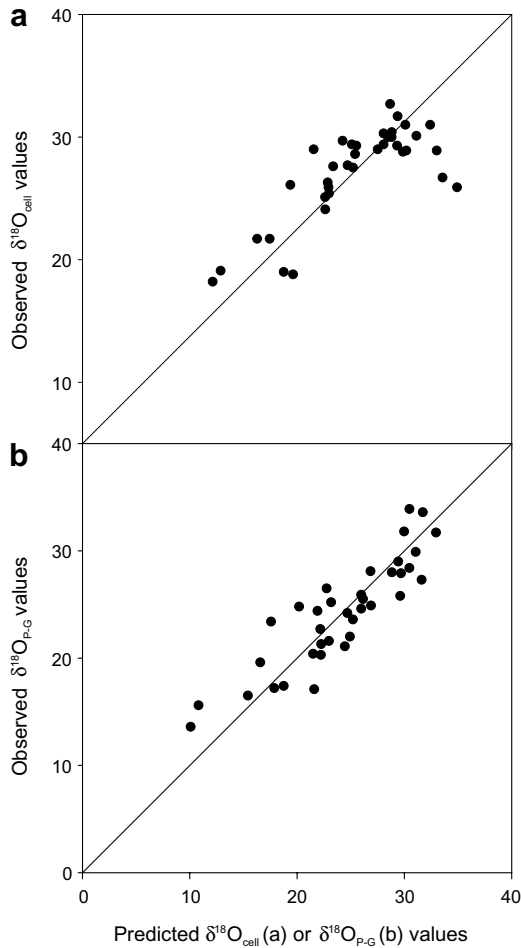 a
40
30
20
10
Observed δ¹⁸Ocell values
b
40
30
20
10
0
Observed δ¹⁸OP-G values
0 10 20 30 40
Predicted δ¹⁸Ocell (a) or δ¹⁸OP-G (b) values